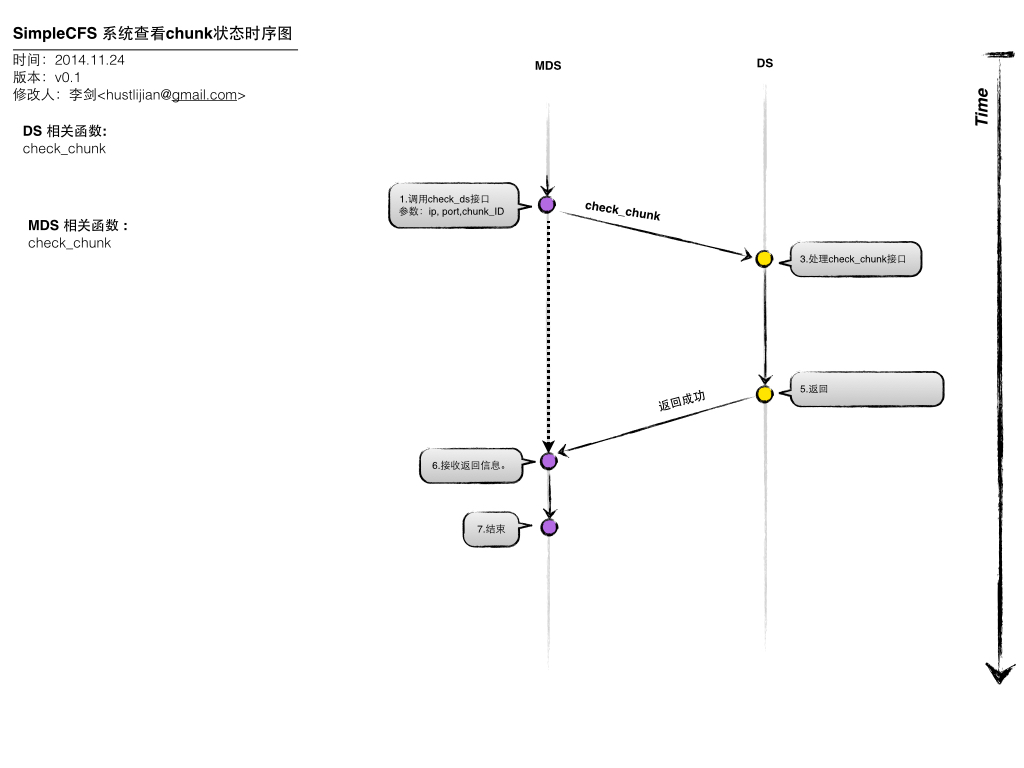 SimpleCFS 系统查看chunk状态时序图
时间：2014.11.24
版本：v0.1
修改人：李剑<hustlijian@gmail.com>
DS 相关函数:
check_chunk
MDS 相关函数：
check_chunk
MDS
DS
Time
1.调用check_ds接口
参数：ip, port,chunk_ID
check_chunk
3.处理check_chunk接口
5.返回
返回成功
6.接收返回信息。
7.结束